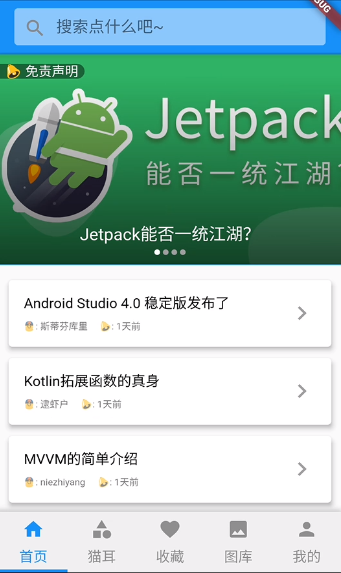 搜索点什么吧~
BUG
免责声明
Jetpack
能否一统江湖?
Jetpack能否一统江湖?
Android Studio 4.0 稳定版发布了
: 斯蒂芬库里 : 1天前
Kotlin拓展函数的真身
: 逮虾户 : 1天前
MVVM的简单介绍
: niezhiyang : 1天前
首页 猫耳 收藏 图库 我的